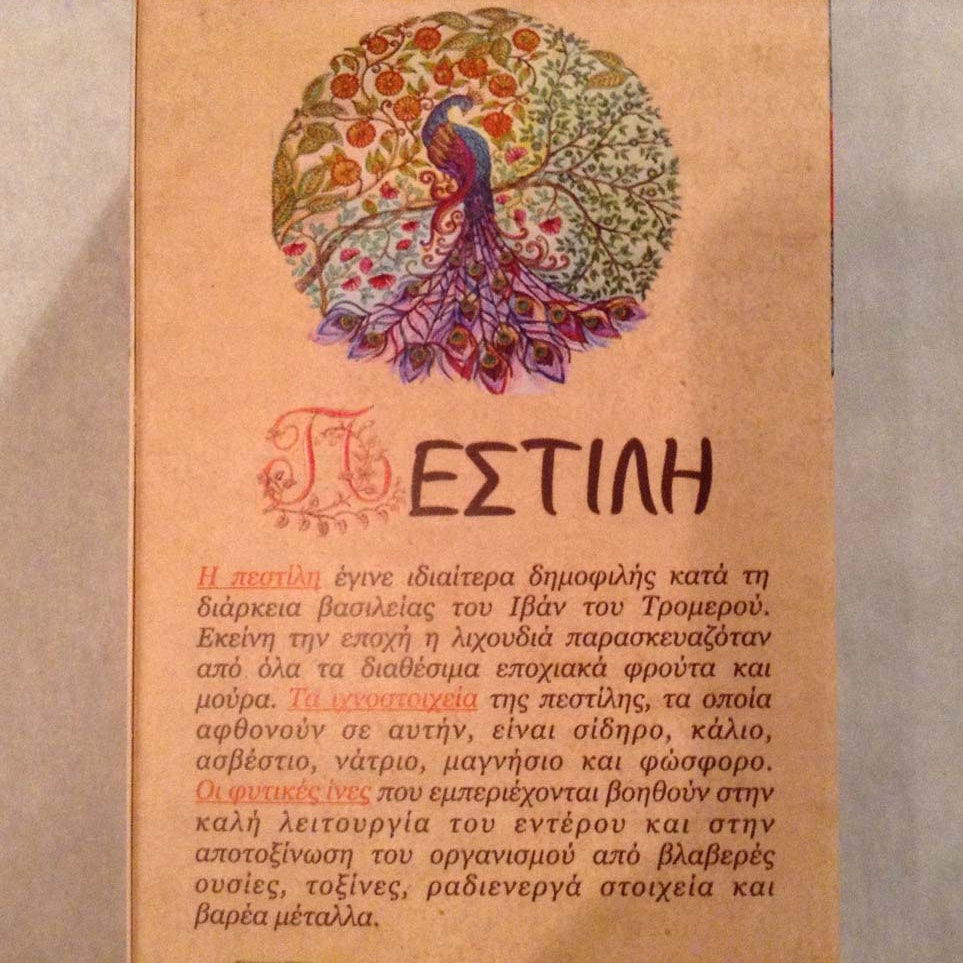 ΠΕΣΤΙΛΗ
Η πεστίλη έγινε ιδιαίτερα δημοφιλής κατά τη
διάρκεια βασιλείας του Ιβάν του Τρομερού.
Εκείνη την εποχή η λιχουδιά παρασκευαζόταν
από όλα τα διαθέσιμα εποχιακά φρούτα και
μούρα. Τα ιχνοστοιχεία της πεστίλης, τα οποία
αφθονούν σε αυτήν, είναι σίδηρο, κάλιο,
ασβέστιο, νάτριο, μαγνήσιο και φώσφορο.
Οι φυτικές ίνες που εμπεριέχονται βοηθούν στην
καλή λειτουργία του εντέρου και στην
αποτοξίνωση του οργανισμού από βλαβερές
ουσίες, τοξίνες, ραδιενεργά στοιχεία και
βαρέα μέταλλα.